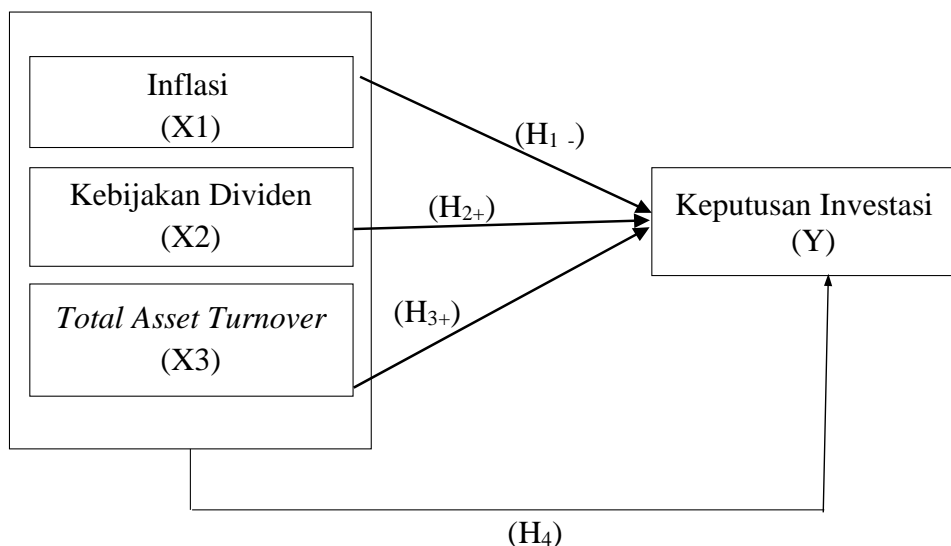 Inflasi
(X1)
(H1 -)
Kebijakan Dividen
(X2)
(H2+)
Keputusan Investasi
(Y)
Total Asset Turnover
(X3)
(H3+)
(H4)